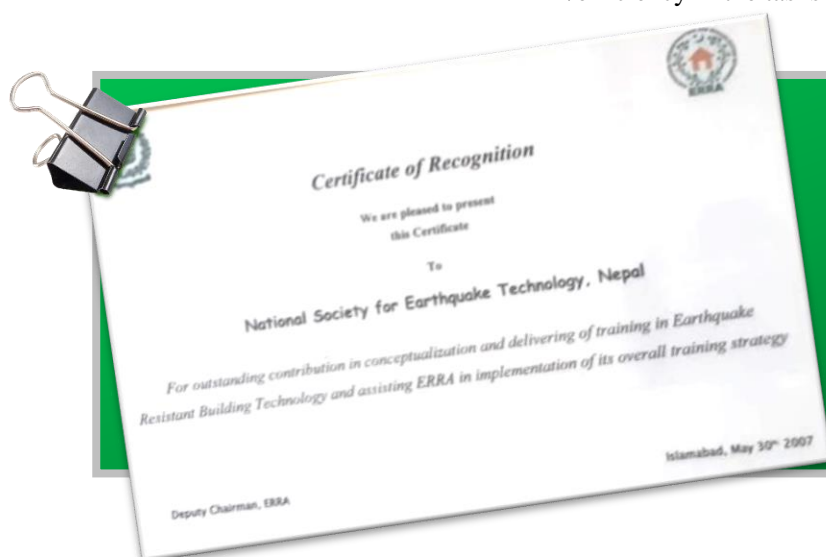 ERRA
Certificate of Recognition
We are pleased to present
this Certificate
To
National Society for Earthquake Technology, Nepal
For outstanding contribution in conceptualization and delivering of training in Earthquake
Resistant Building Technology and assisting ERRA in implementation of its overall training strategy
Islamabad, May 30th 2007
Deputy Chairman, ERRA